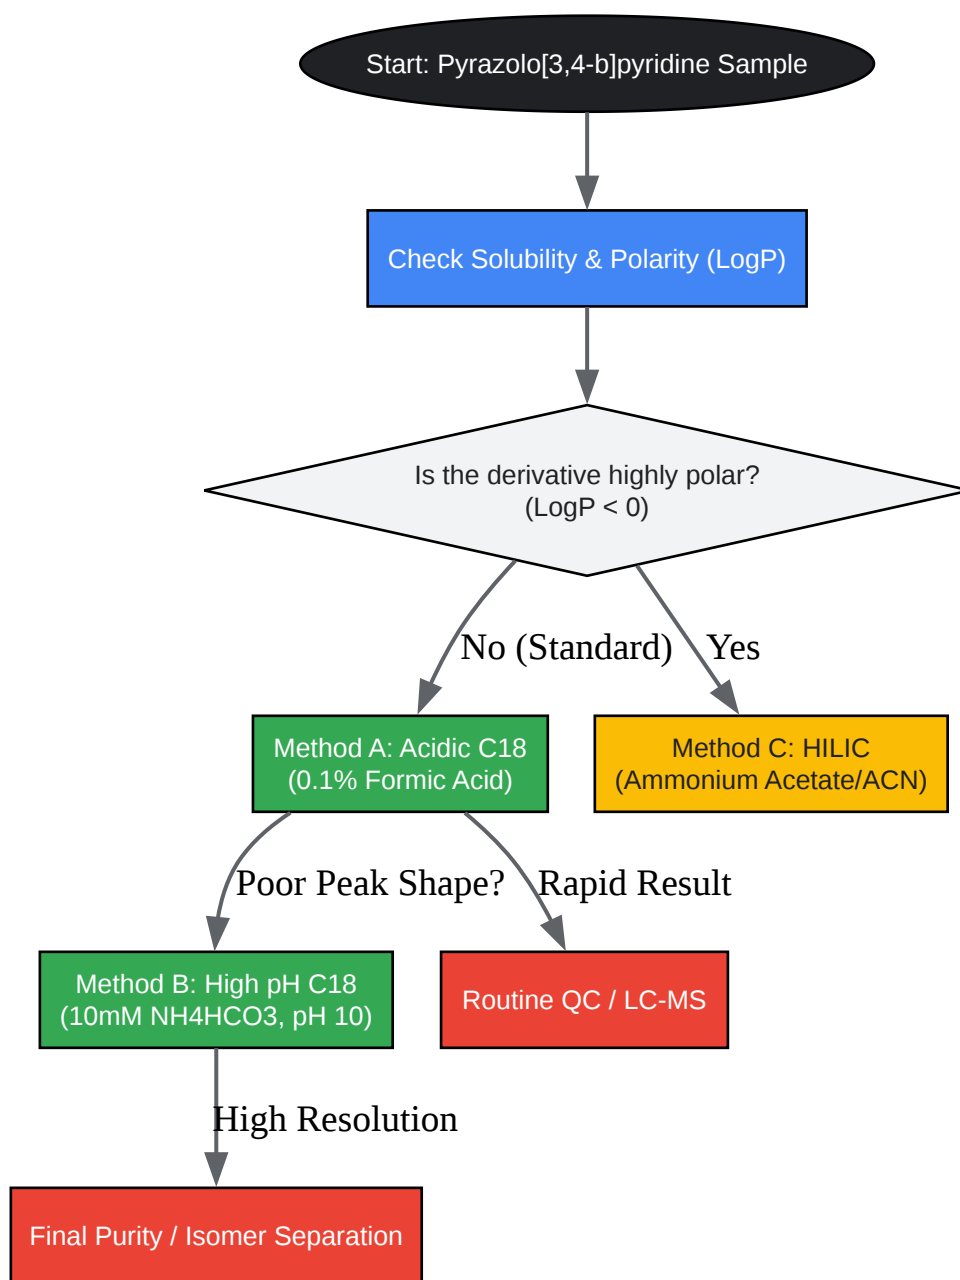 Start: Pyrazolo[3,4-b]pyridine Sample
Check Solubility & Polarity (LogP)
Is the derivative highly polar?
(LogP < 0)
No (Standard)
Yes
Method A: Acidic C18
(0.1% Formic Acid)
Method C: HILIC
(Ammonium Acetate/ACN)
Poor Peak Shape?
Rapid Result
Method B: High pH C18
(10mM NH4HCO3, pH 10)
Routine QC / LC-MS
High Resolution
Final Purity / Isomer Separation